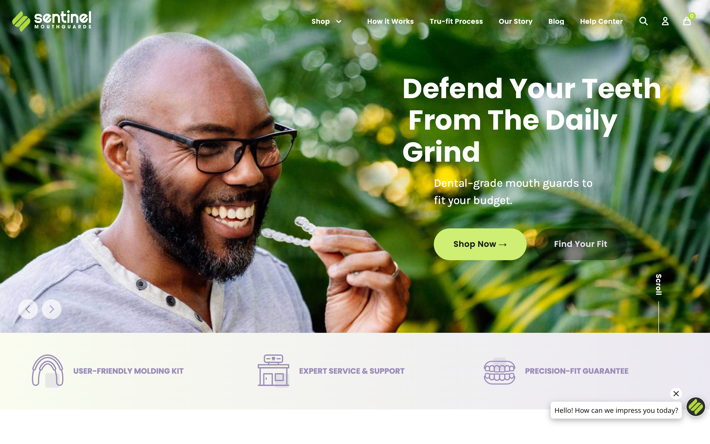 sentinel
MOUTHGUARDS
Shop
How It Works
Tru-fit Process
Our Story
Blog
Help Center
Defend Your Teeth
From The Daily
Grind
Dental-grade mouth guards to
fit your budget.
Shop Now →
Find Your Fit
Scroll
USER-FRIENDLY MOLDING KIT
EXPERT SERVICE & SUPPORT
PRECISION-FIT GUARANTEE
Hello! How can we impress you today?